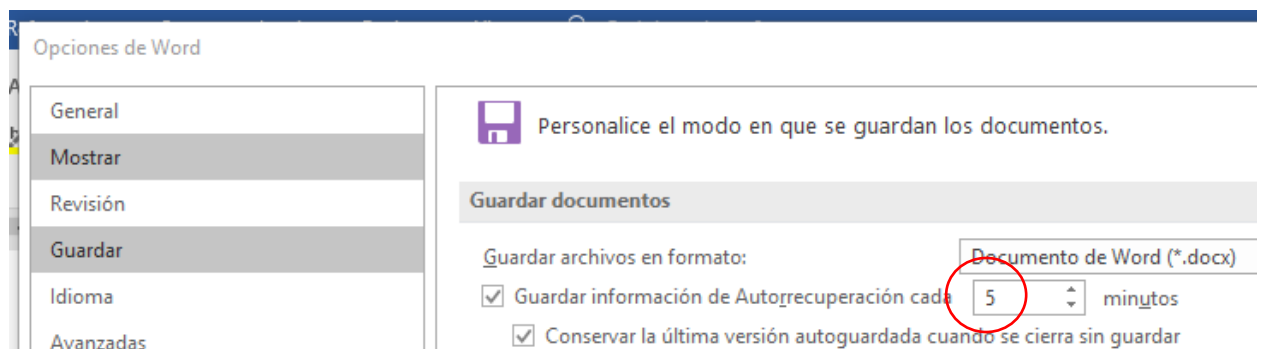 Opciones de Word
General
Mostrar
Revisión
Guardar
Idioma
Avanzadas
Personalice el modo en que se guardan los documentos.
Guardar documentos
Guardar archivos en formato: Documento de Word (*.docx)
Guardar información de Autorrecuperación cada 5 minutos
Conservar la última versión autoguardada cuando se cierra sin guardar